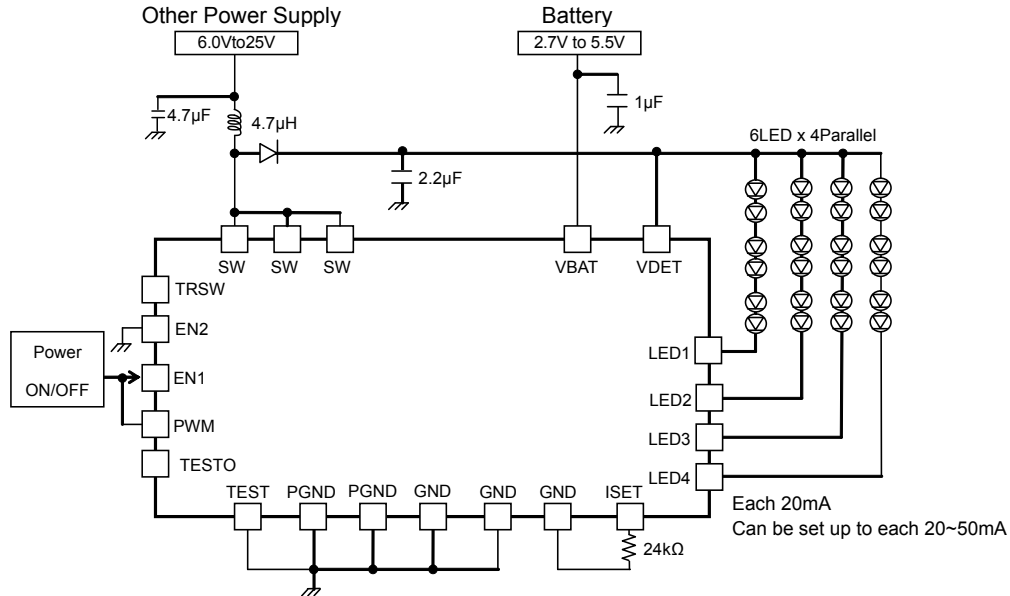 Other Power Supply
Battery
6.0Vto25V
2.7V to 5.5V
4.7µF
4.7µH
1µF
6LED x 4Parallel
2.2µF
SW
SW
SW
VBAT
VDET
TRSW
EN2
Power
ON/OFF
EN1
PWM
TESTO
LED1
LED2
LED3
LED4
TEST
PGND
PGND
GND
GND
GND
ISET
24kΩ
Each 20mA
Can be set up to each 20~50mA